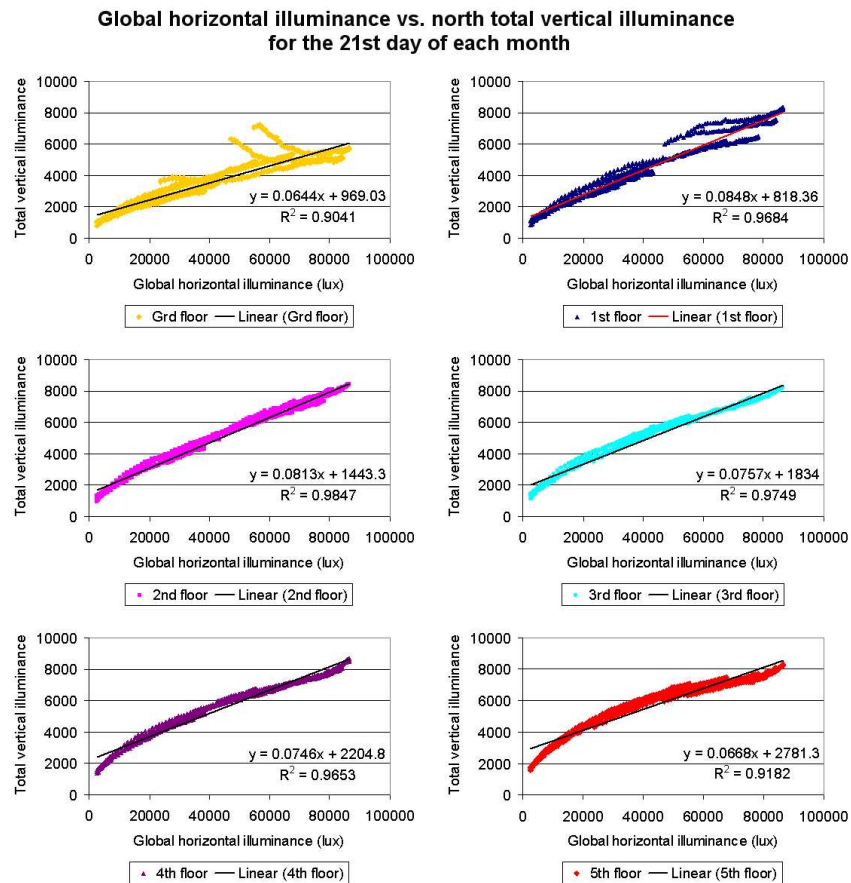 Global horizontal illuminance vs. north total vertical illuminance
for the 21st day of each month
Total vertical illuminance
10000
8000
6000
4000
2000
0
y = 0.0644x + 969.03
R² = 0.9041
0 20000 40000 60000 80000 100000
Global horizontal illuminance (lux)
Grd floor Linear (Grd floor)
Total vertical illuminance
10000
8000
6000
4000
2000
0
y = 0.0848x + 818.36
R² = 0.9684
0 20000 40000 60000 80000 100000
Global horizontal illuminance (lux)
1st floor Linear (1st floor)
Total vertical illuminance
10000
8000
6000
4000
2000
0
y = 0.0813x + 1443.3
R² = 0.9847
0 20000 40000 60000 80000 100000
Global horizontal illuminance (lux)
2nd floor Linear (2nd floor)
Total vertical illuminance
10000
8000
6000
4000
2000
0
y = 0.0757x + 1834
R² = 0.9749
0 20000 40000 60000 80000 100000
Global horizontal illuminance (lux)
3rd floor Linear (3rd floor)
Total vertical illuminance
10000
8000
6000
4000
2000
0
y = 0.0746x + 2204.8
R² = 0.9653
0 20000 40000 60000 80000 100000
Global horizontal illuminance (lux)
4th floor Linear (4th floor)
Total vertical illuminance
10000
8000
6000
4000
2000
0
y = 0.0668x + 2781.3
R² = 0.9182
0 20000 40000 60000 80000 100000
Global horizontal illuminance (lux)
5th floor Linear (5th floor)